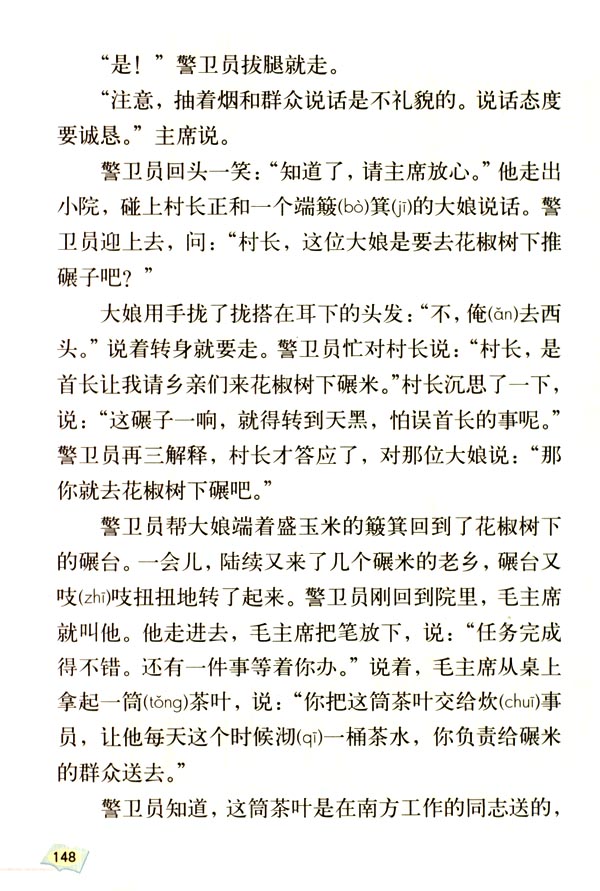 “是！”警卫员拔腿就走。
“注意，抽着烟和群众说话是不礼貌的。说话态度
要诚恳。”主席说。
警卫员回头一笑：“知道了，请主席放心。”他走出
小院，碰上村长正和一个端簸(bò)箕(jī)的大娘说话。警
卫员迎上去，问：“村长，这位大娘是要去花椒树下推
碾子吧？”
大娘用手拢了拢搭在耳下的头发：“不，俺(ǎn)去西
头。”说着转身就要走。警卫员忙对村长说：“村长，是
首长让我请乡亲们来花椒树下碾米。”村长沉思了一下，
说：“这碾子一响，就得转到天黑，怕误首长的事呢。”
警卫员再三解释，村长才答应了，对那位大娘说：“那
你就去花椒树下碾吧。”
警卫员帮大娘端着盛玉米的簸箕回到了花椒树下
的碾台。一会儿，陆续又来了几个碾米的老乡，碾台又
吱(zhī)吱扭扭地转了起来。警卫员刚回到院里，毛主席
就叫他。他走进去，毛主席把笔放下，说：“任务完成
得不错。还有一件事等着你办。”说着，毛主席从桌上
拿起一筒(tǒng)茶叶，说：“你把这筒茶叶交给炊(chuī)事
员，让他每天这个时候沏(qī)一桶茶水，你负责给碾米
的群众送去。”
警卫员知道，这筒茶叶是在南方工作的同志送的，
148